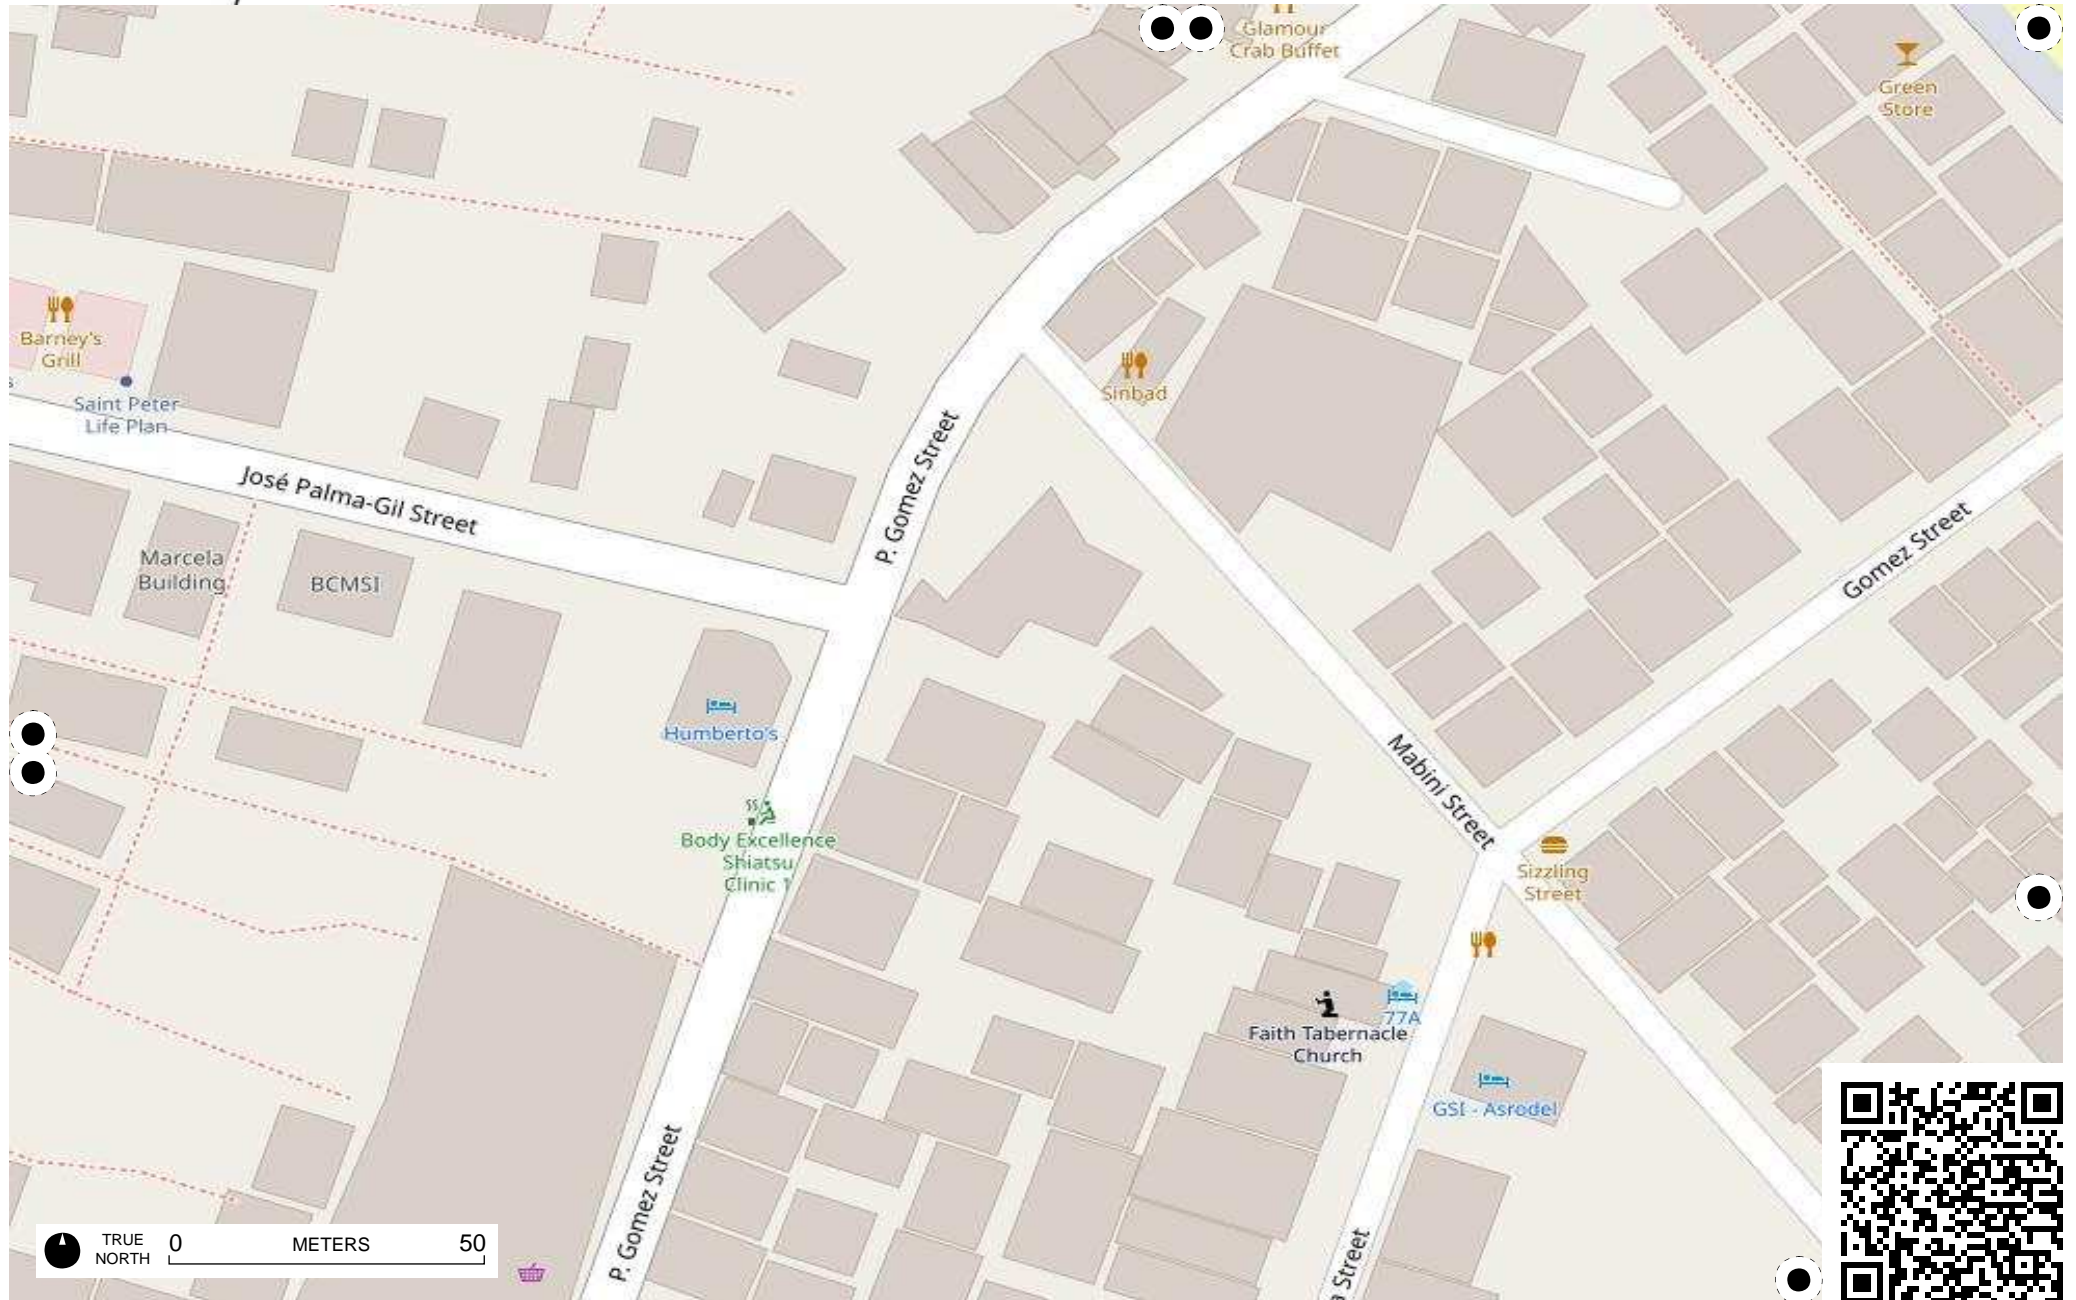 Glamour
Crab Buffet
Green
Store
Barney's
Grill
Sinbad
Saint Peter
Life Plan
José Palma-Gil Street
P. Gomez Street
Gomez Street
Marcela
Building
BCMSI
Humberto's
Mabini Street
Body Excellence
Shiatsu
Clinic 1
Sizzling
Street
77A
Faith Tabernacle
Church
GSI - Asrodel
P. Gomez Street
Street
TRUE
NORTH
0 METERS 50